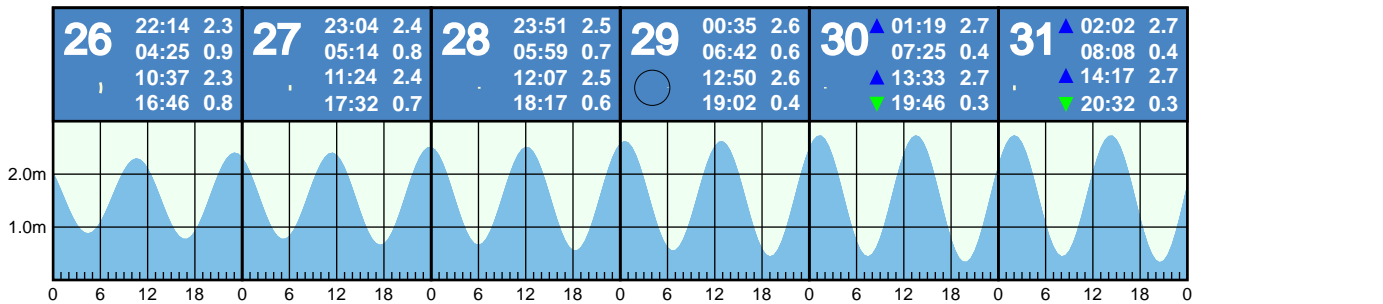 26 22:14 2.3
04:25 0.9
10:37 2.3
16:46 0.8
27 23:04 2.4
05:14 0.8
11:24 2.4
17:32 0.7
28 23:51 2.5
05:59 0.7
12:07 2.5
18:17 0.6
29 00:35 2.6
06:42 0.6
12:50 2.6
19:02 0.4
30 ▲ 01:19 2.7
07:25 0.4
▲ 13:33 2.7
▼ 19:46 0.3
31 ▲ 02:02 2.7
08:08 0.4
▲ 14:17 2.7
▼ 20:32 0.3
2.0m
1.0m
0 6 12 18 0 6 12 18 0 6 12 18 0 6 12 18 0 6 12 18 0 6 12 18 0